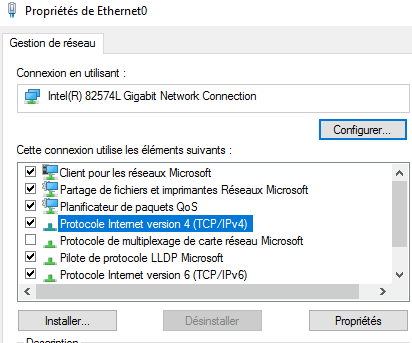 Propriétés de Ethernet0
Gestion de réseau
Connexion en utilisant :
Intel(R) 82574L Gigabit Network Connection
Configurer...
Cette connexion utilise les éléments suivants :
Client pour les réseaux Microsoft
Partage de fichiers et imprimantes Réseaux Microsoft
Planificateur de paquets QoS
Protocole Internet version 4 (TCP/IPv4)
Protocole de multiplexage de carte réseau Microsoft
Pilote de protocole LLDP Microsoft
Protocole Internet version 6 (TCP/IPv6)
Installer... Désinstaller Propriétés
Description